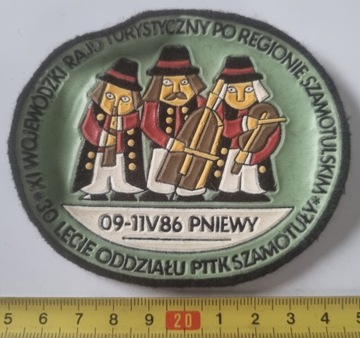 *XI WOJEWÓDZKI RAJD TURYSTYCZNY PO REGIONIE SZAMOTULSKIM*
30 LECIE ODDZIAŁU PTTK SZAMOTUŁY
09-11V86 PNIEWY
5 6 7 8 9 20 1 2 3 4 5 6